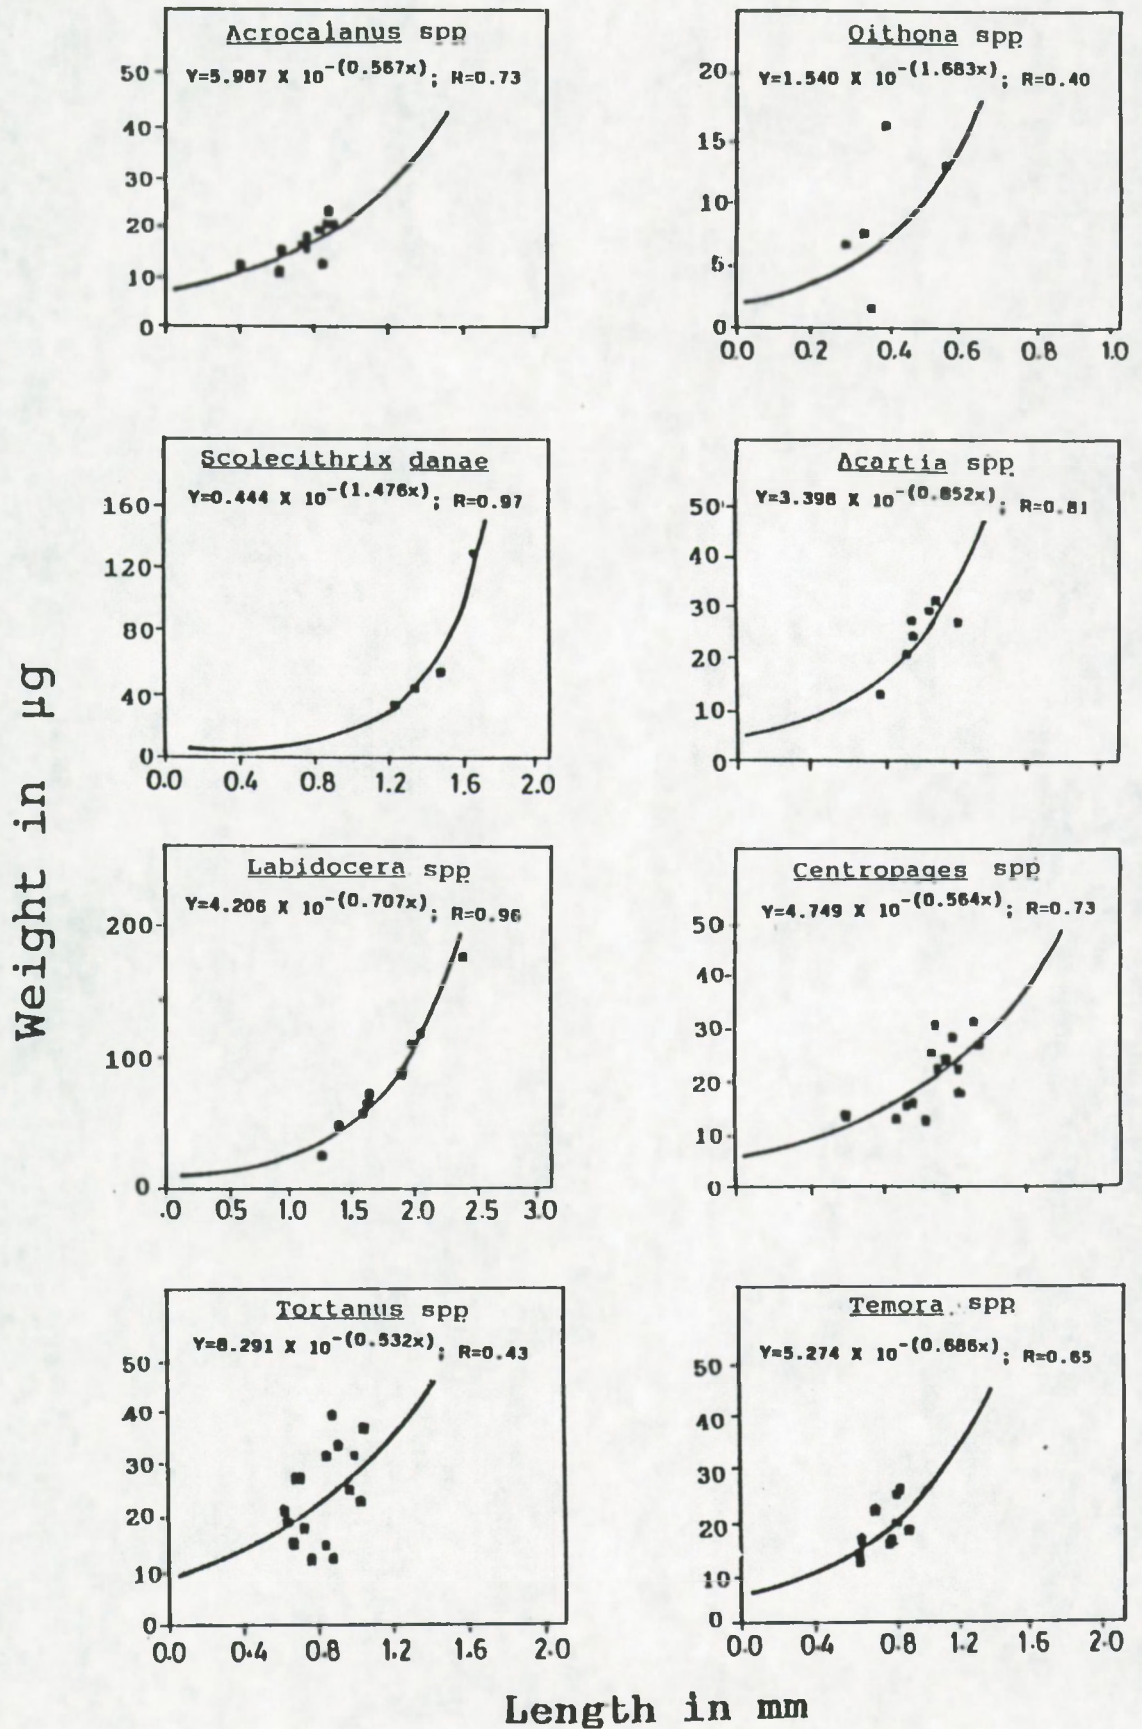 Acrocalanus spp
Y=5.987 X 10-(0.567x); R=0.73
50
40
30
20
10
0
Oithona spp
Y=1.540 X 10-(1.683x); R=0.40
20
15
10
5
0
0.0 0.2 0.4 0.6 0.8 1.0
Scolecithrix danae
Y=0.444 X 10-(1.476x); R=0.97
160
120
80
40
0
0.0 0.4 0.8 1.2 1.6 2.0
Acartia spp
Y=3.398 X 10-(0.852x); R=0.81
50
40
30
20
10
0
Weight in µg
Labidocera spp
Y=4.206 X 10-(0.707x); R=0.96
200
100
0
.0 0.5 1.0 1.5 2.0 2.5 3.0
Centropages spp
Y=4.749 X 10-(0.564x); R=0.73
50
40
30
20
10
0
Tortanus spp
Y=8.291 X 10-(0.532x); R=0.43
50
40
30
20
10
0
0.0 0.4 0.8 1.2 1.6 2.0
Temora spp
Y=5.274 X 10-(0.686x); R=0.65
50
40
30
20
10
0
0.0 0.4 0.8 1.2 1.6 2.0
Length in mm